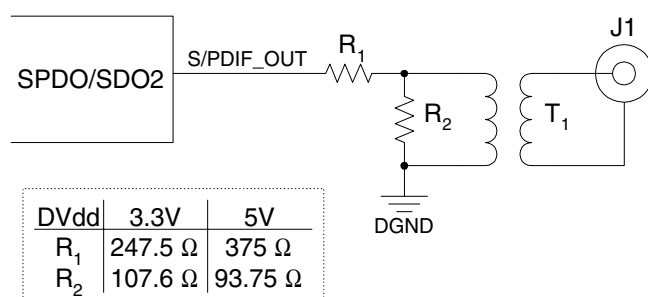 J1
S/PDIF_OUT
R1
SPDO/SDO2
R2
T1
DGND
DVdd 3.3V 5V
R1 247.5 Ω 375 Ω
R2 107.6 Ω 93.75 Ω